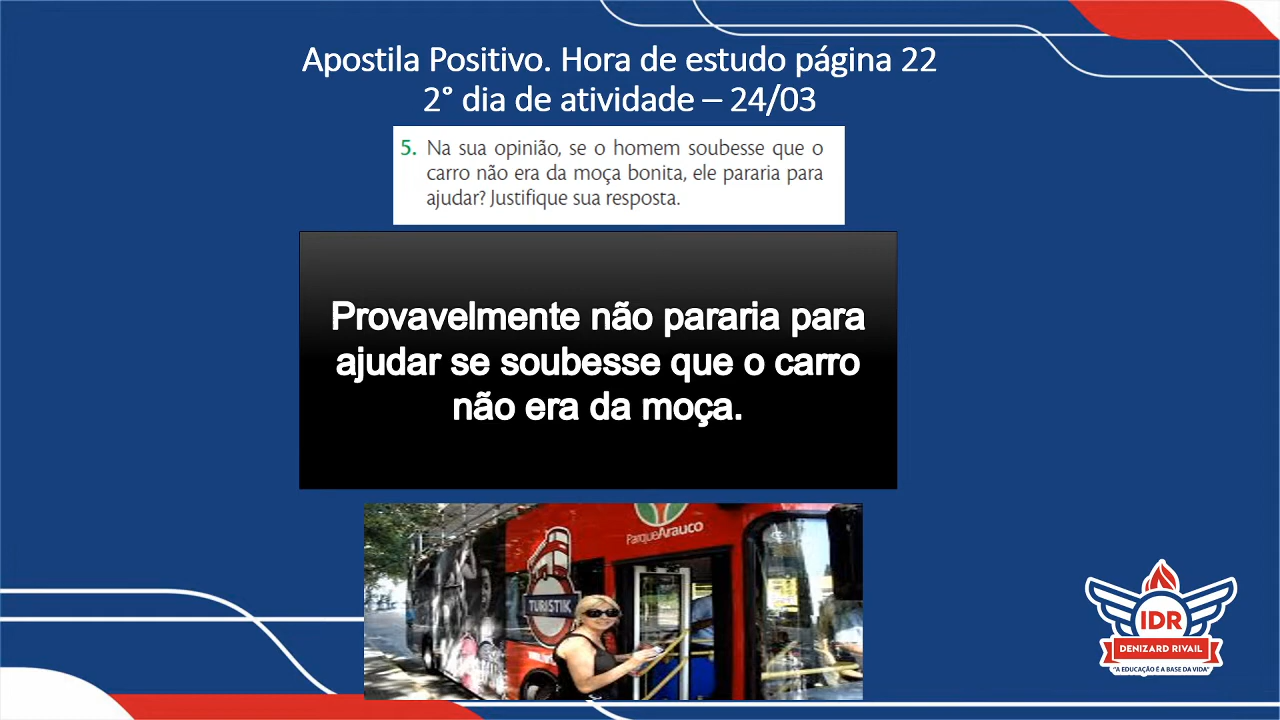 Apostila Positivo. Hora de estudo página 22
2° dia de atividade – 24/03
5. Na sua opinião, se o homem soubesse que o
carro não era da moça bonita, ele pararia para
ajudar? Justifique sua resposta.
Provavelmente não pararia para
ajudar se soubesse que o carro
não era da moça.
ParqueArauco
TURISTIK
IDR
DENIZARD RIVAIL
"A EDUCAÇÃO É A BASE DA VIDA"